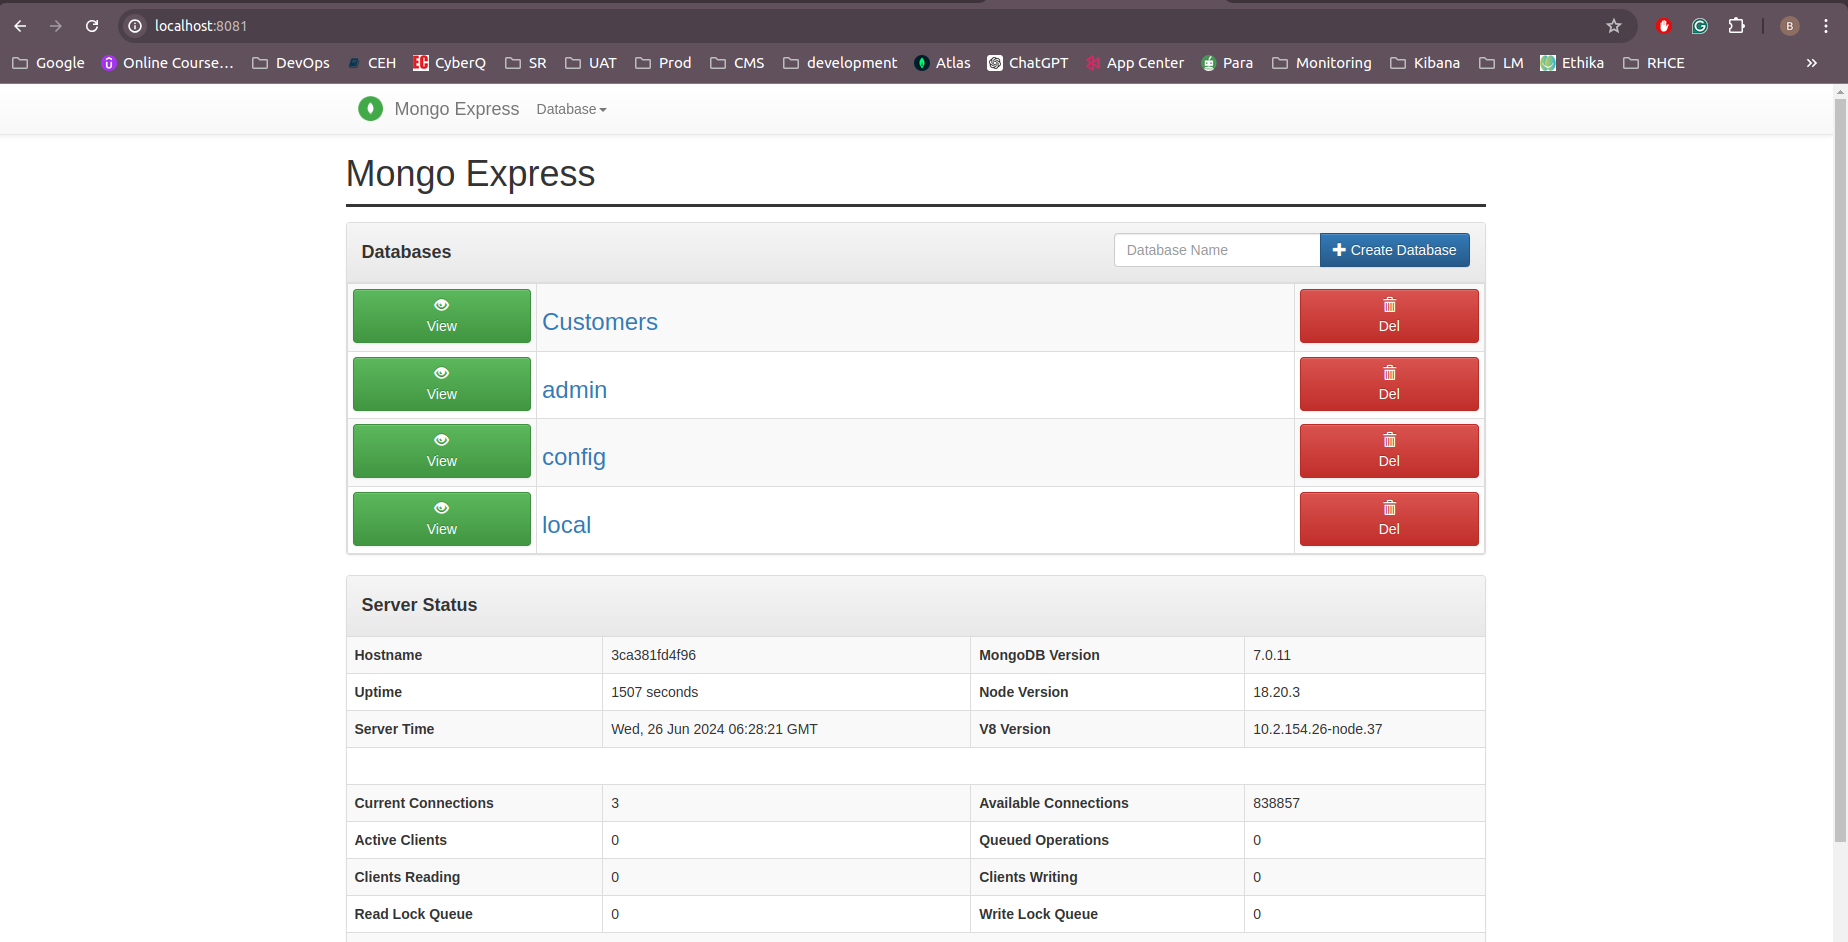 localhost:8081
B
Google Online Course... DevOps CEH EC CyberQ SR UAT Prod CMS development Atlas ChatGPT App Center Para Monitoring Kibana LM Ethika RHCE »
Mongo Express Database
Mongo Express
Databases Database Name Create Database
View Customers Del
View admin Del
View config Del
View local Del
Server Status
Hostname 3ca381fd4f96 MongoDB Version 7.0.11
Uptime 1507 seconds Node Version 18.20.3
Server Time Wed, 26 Jun 2024 06:28:21 GMT V8 Version 10.2.154.26-node.37
Current Connections 3 Available Connections 838857
Active Clients 0 Queued Operations 0
Clients Reading 0 Clients Writing 0
Read Lock Queue 0 Write Lock Queue 0